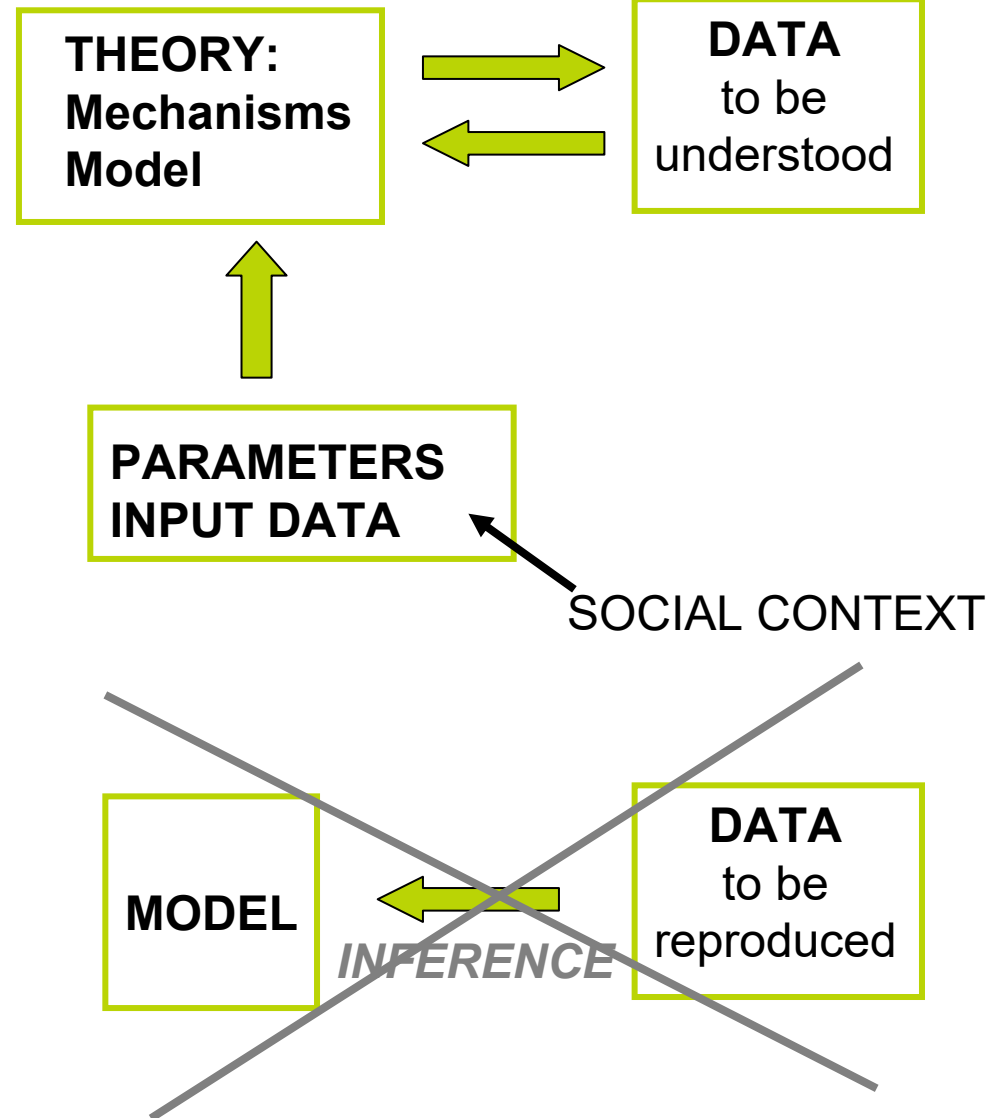 THEORY:
Mechanisms
Model
DATA
to be
understood
PARAMETERS
INPUT DATA
SOCIAL CONTEXT
MODEL
INFERENCE
DATA
to be
reproduced